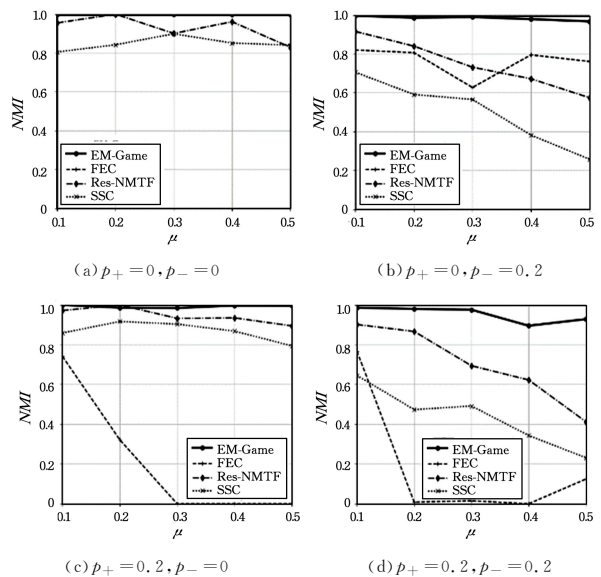 1.0
0.8
0.6
0.4
0.2
0
NMI
EM-Game
FEC
Res-NMTF
SSC
0.1 0.2 0.3 0.4 0.5
μ
(a) p+ =0, p− =0
1.0
0.8
0.6
0.4
0.2
0
NMI
EM-Game
FEC
Res-NMTF
SSC
0.1 0.2 0.3 0.4 0.5
μ
(b) p+ =0, p− =0.2
1.0
0.8
0.6
0.4
0.2
0
NMI
EM-Game
FEC
Res-NMTF
SSC
0.1 0.2 0.3 0.4 0.5
μ
(c) p+ =0.2, p− =0
1.0
0.8
0.6
0.4
0.2
0
NMI
EM-Game
FEC
Res-NMTF
SSC
0.1 0.2 0.3 0.4 0.5
μ
(d) p+ =0.2, p− =0.2